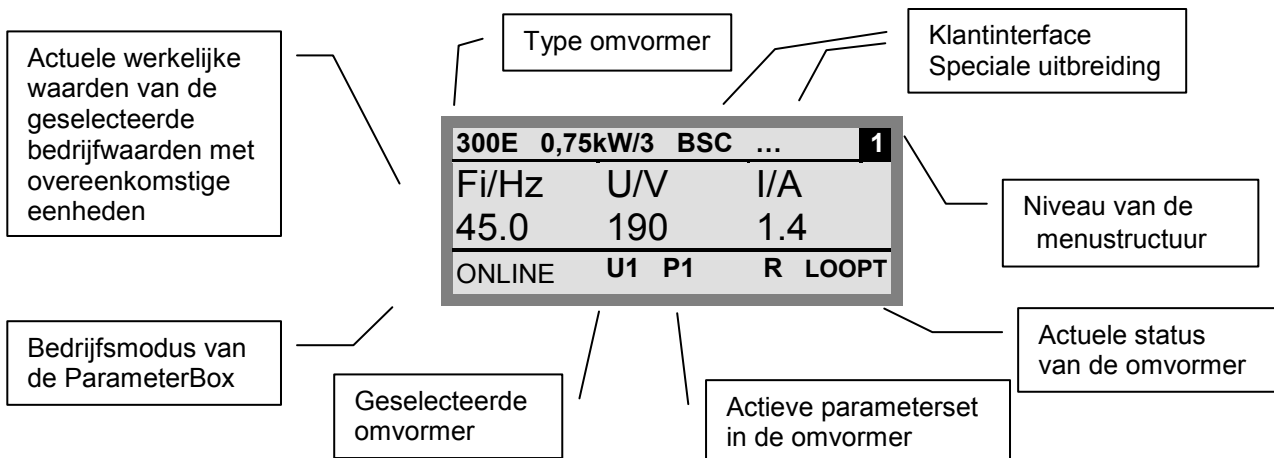 Actuele werkelijke
waarden van de
geselecteerde
bedrijfwaarden met
overeenkomstige
eenheden
Type omvormer
Klantinterface
Speciale uitbreiding
300E 0,75kW/3 BSC … 1
Fi/Hz U/V I/A
45.0 190 1.4
ONLINE U1 P1 R LOOPT
Niveau van de
menustructuur
Bedrijfsmodus van
de ParameterBox
Geselecteerde
omvormer
Actieve parameterset
in de omvormer
Actuele status
van de omvormer